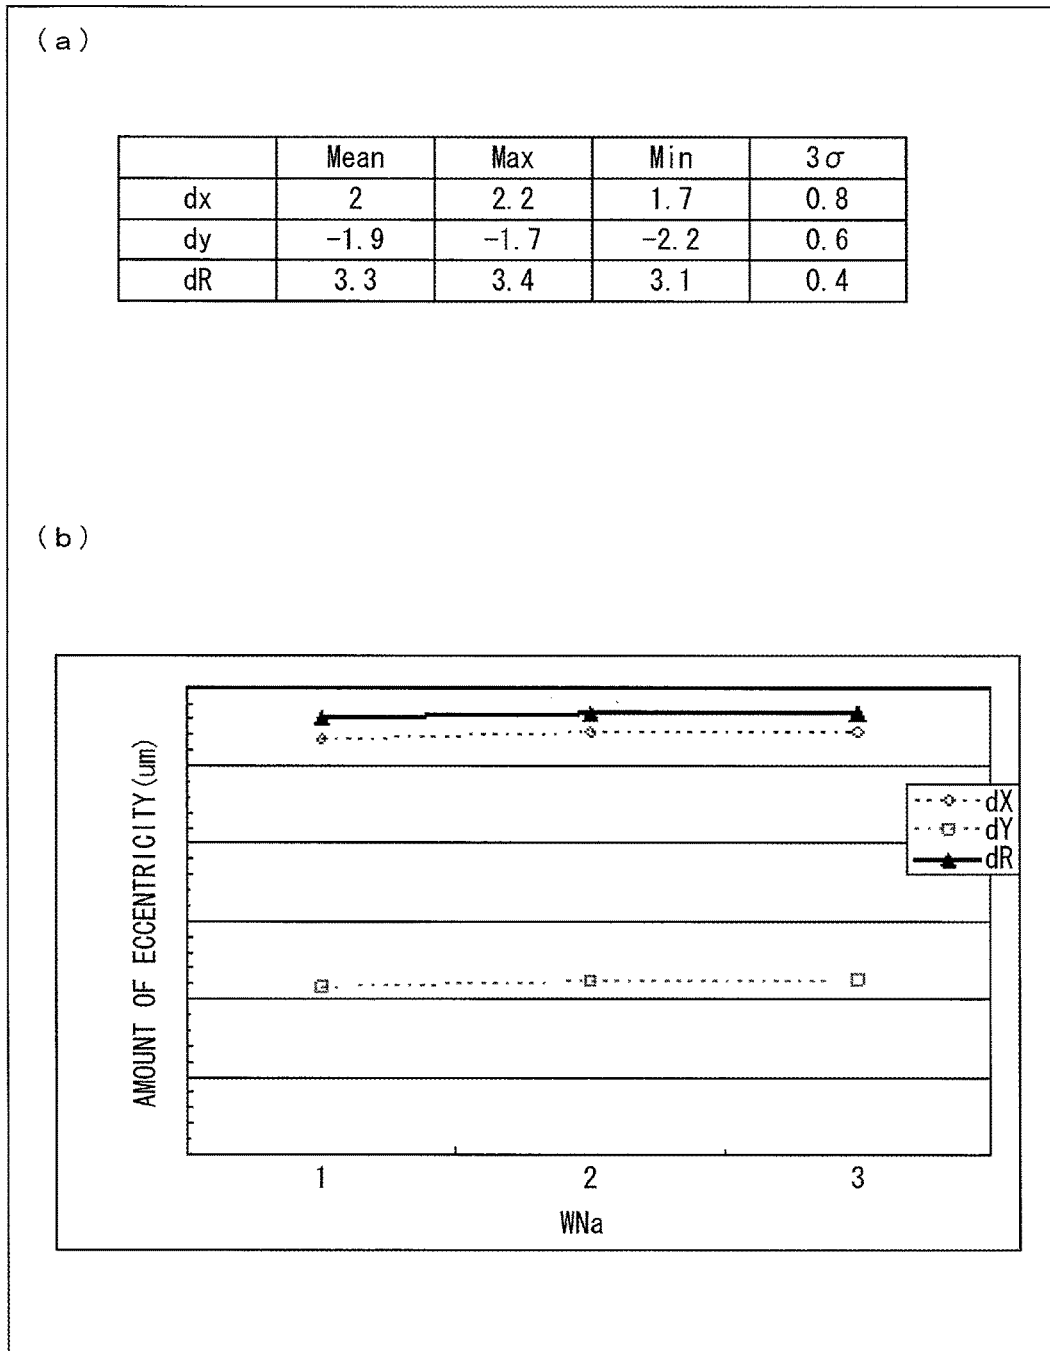 (a)
Mean Max Min 3σ
dx 2 2.2 1.7 0.8
dy -1.9 -1.7 -2.2 0.6
dR 3.3 3.4 3.1 0.4
(b)
AMOUNT OF ECCENTRICITY(um)
dX
dY
dR
1 2 3
WNa